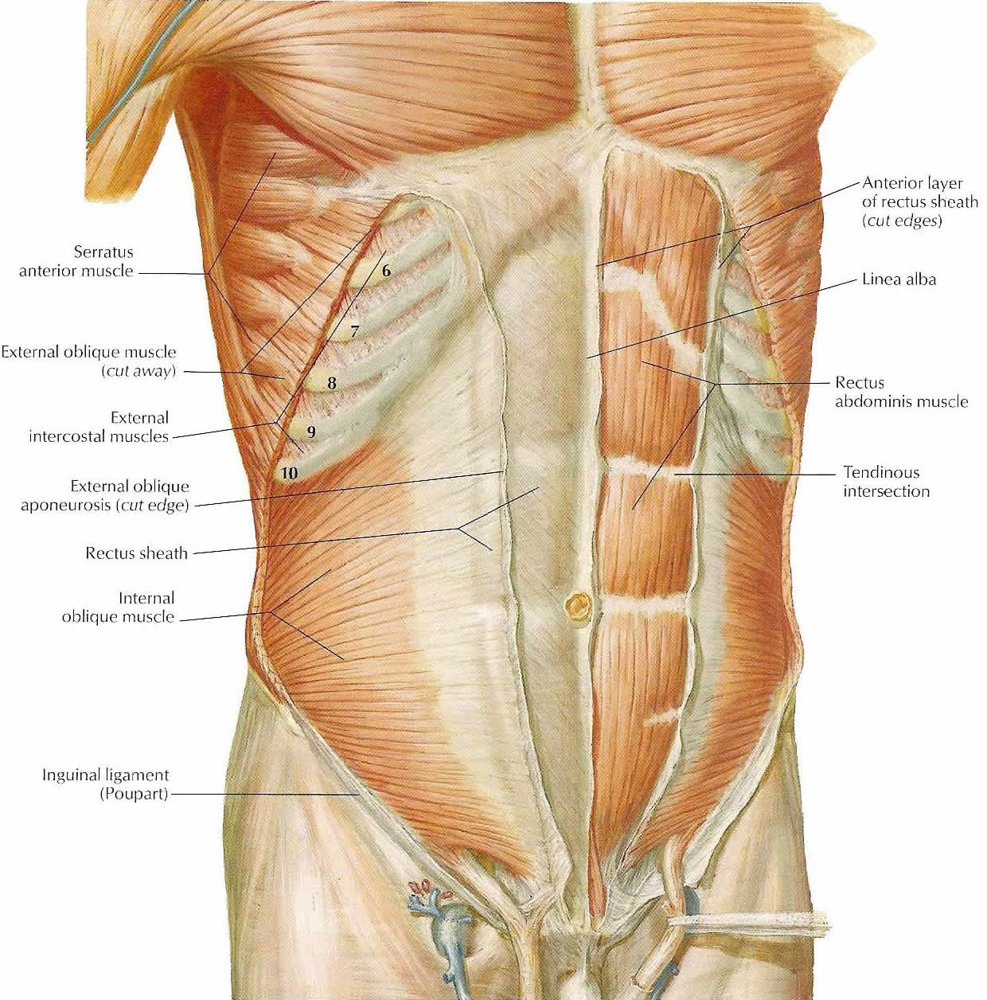 Serratus
anterior muscle
External oblique muscle
(cut away)
External
intercostal muscles
External oblique
aponeurosis (cut edge)
Rectus sheath
Internal
oblique muscle
Inguinal ligament
(Poupart)
6
7
8
9
10
Anterior layer
of rectus sheath
(cut edges)
Linea alba
Rectus
abdominis muscle
Tendinous
intersection